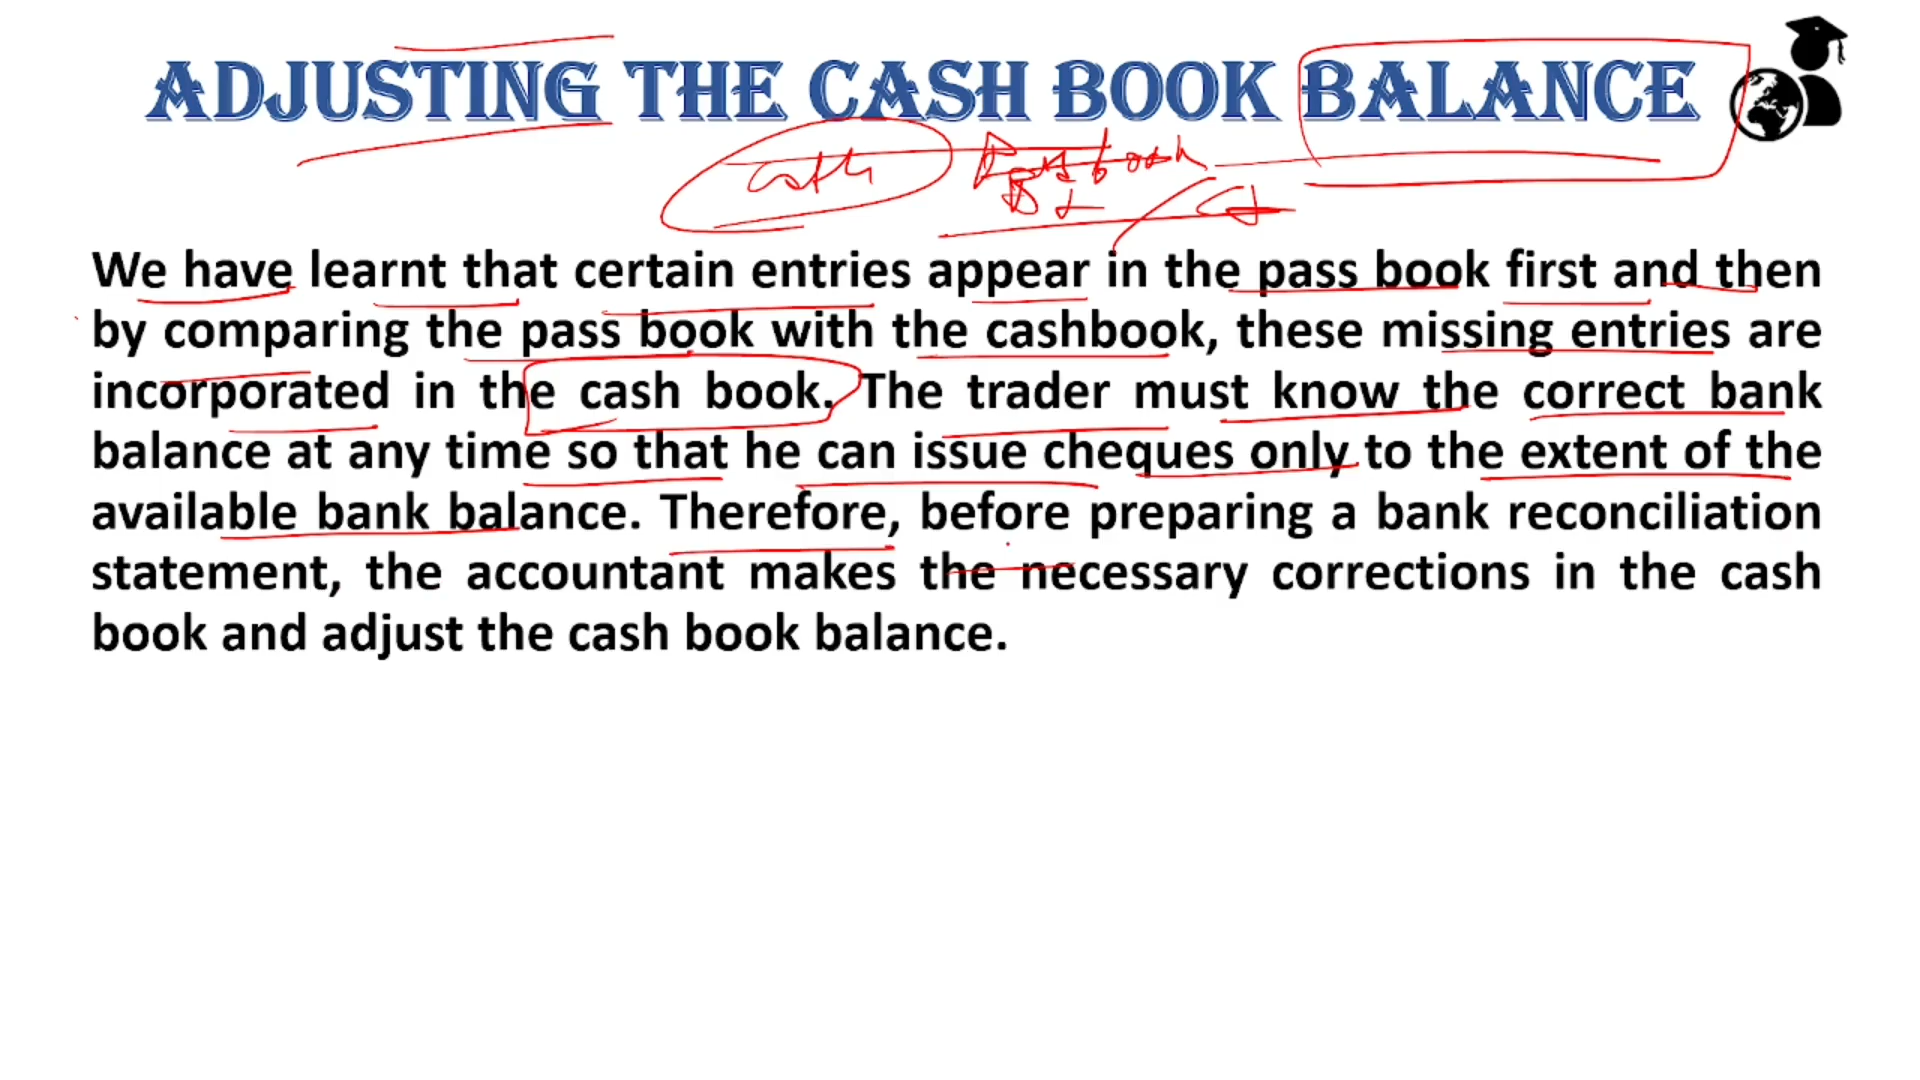 ADJUSTING THE CASH BOOK BALANCE
cash Pass book
We have learnt that certain entries appear in the pass book first and then
by comparing the pass book with the cashbook, these missing entries are
incorporated in the cash book. The trader must know the correct bank
balance at any time so that he can issue cheques only to the extent of the
available bank balance. Therefore, before preparing a bank reconciliation
statement, the accountant makes the necessary corrections in the cash
book and adjust the cash book balance.